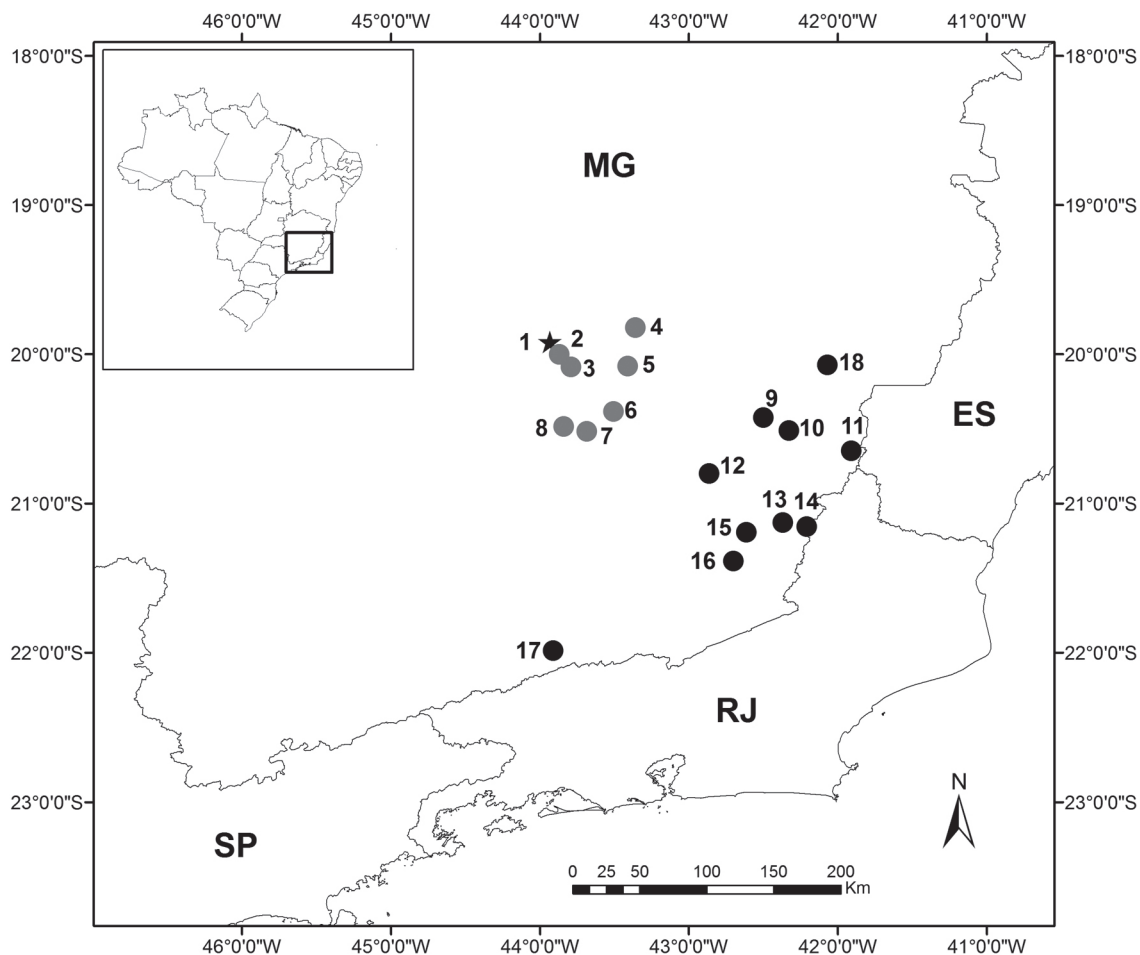 46°0'0"W 45°0'0"W 44°0'0"W 43°0'0"W 42°0'0"W 41°0'0"W
18°0'0"S 18°0'0"S
MG
19°0'0"S 19°0'0"S
4
1 2
20°0'0"S 20°0'0"S
3 5 18
9
6 ES
8 7 10 11
12
21°0'0"S 13 14 21°0'0"S
15
16
17 22°0'0"S
22°0'0"S
RJ
N
23°0'0"S 23°0'0"S
SP
0 25 50 100 150 200
Km
46°0'0"W 45°0'0"W 44°0'0"W 43°0'0"W 42°0'0"W 41°0'0"W